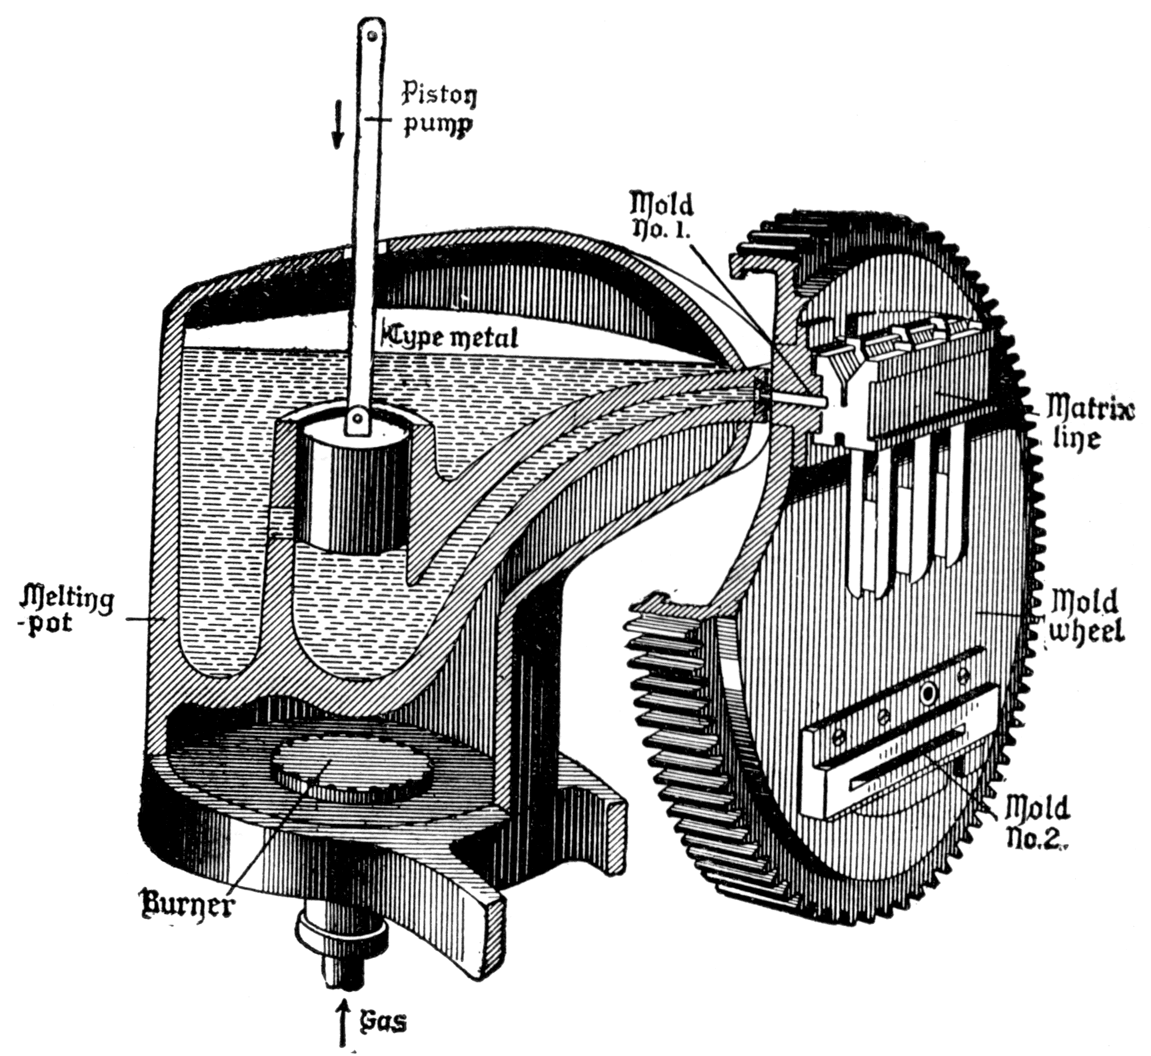 Piston
pump
Mold
No. 1.
Type metal
Matrix
line
Melting
-pot
Mold
wheel
Mold
No. 2.
Burner
Gas